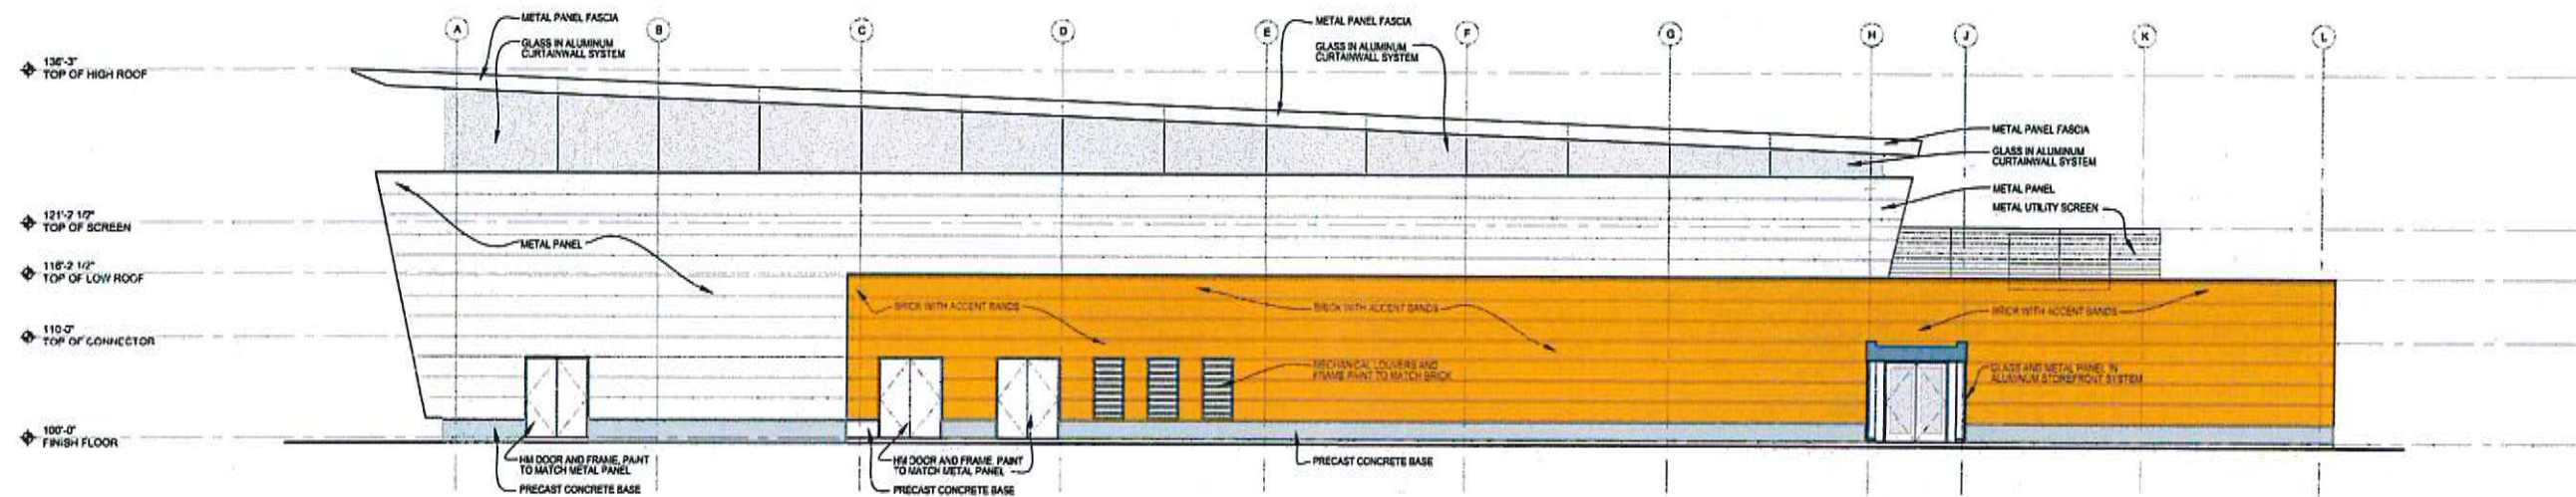 A
B
C
D
E
F
G
H
J
K
L
METAL PANEL FASCIA
GLASS IN ALUMINUM
CURTAINWALL SYSTEM
METAL PANEL FASCIA
GLASS IN ALUMINUM
CURTAINWALL SYSTEM
136'-3"
TOP OF HIGH ROOF
METAL PANEL FASCIA
GLASS IN ALUMINUM
CURTAINWALL SYSTEM
METAL PANEL
METAL UTILITY SCREEN
121'-2 1/2"
TOP OF SCREEN
METAL PANEL
116'-2 1/2"
TOP OF LOW ROOF
BRICK WITH ACCENT BANDS
BRICK WITH ACCENT BANDS
BRICK WITH ACCENT BANDS
110'-0"
TOP OF CONNECTOR
MECHANICAL LOUVERS AND
FRAME PAINT TO MATCH BRICK
GLASS AND METAL PANEL IN
ALUMINUM STOREFRONT SYSTEM
100'-0"
FINISH FLOOR
HM DOOR AND FRAME, PAINT
TO MATCH METAL PANEL
PRECAST CONCRETE BASE
HM DOOR AND FRAME, PAINT
TO MATCH METAL PANEL
PRECAST CONCRETE BASE
PRECAST CONCRETE BASE